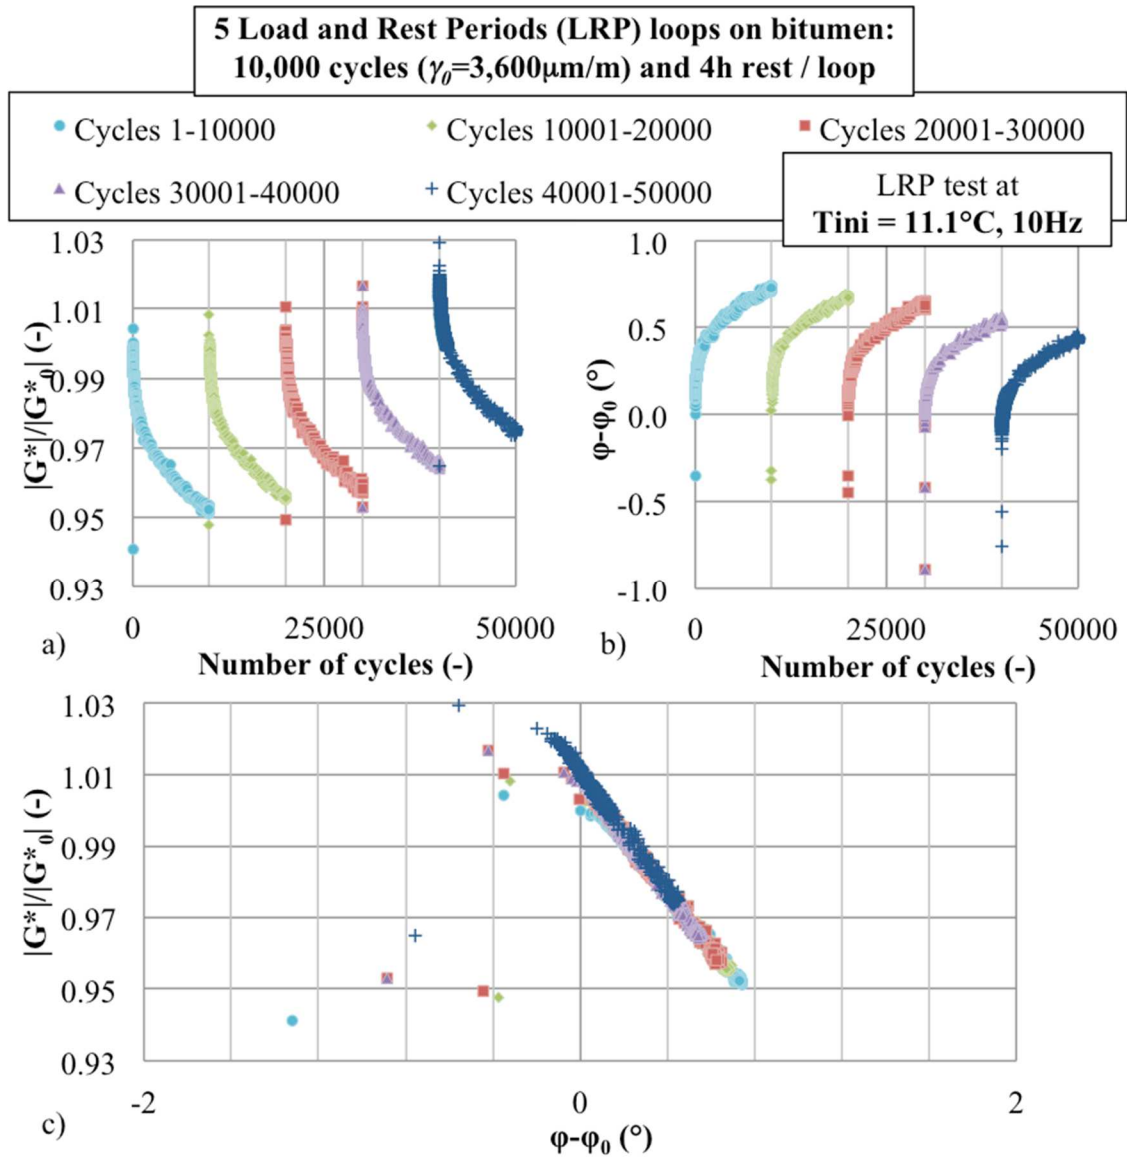 5 Load and Rest Periods (LRP) loops on bitumen:
10,000 cycles (γ₀=3,600μm/m) and 4h rest / loop
Cycles 1-10000
Cycles 10001-20000
Cycles 20001-30000
Cycles 30001-40000
Cycles 40001-50000
LRP test at
Tini = 11.1°C, 10Hz
|G*|/|G*₀| (-)
1.03
1.01
0.99
0.97
0.95
0.93
0
25000
50000
a)
Number of cycles (-)
φ-φ₀ (°)
1.0
0.5
0.0
-0.5
-1.0
0
25000
50000
b)
Number of cycles (-)
|G*|/|G*₀| (-)
1.03
1.01
0.99
0.97
0.95
0.93
-2
0
2
c)
φ-φ₀ (°)